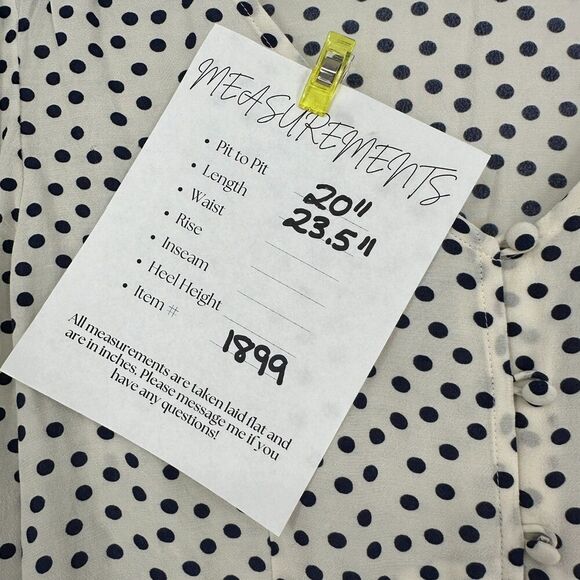 MEASUREMENTS
• Pit to Pit 20"
• Length 23.5"
• Waist
• Rise
• Inseam
• Heel Height
• Item # 1899
All measurements are taken laid flat and
are in inches. Please message me if you
have any questions!